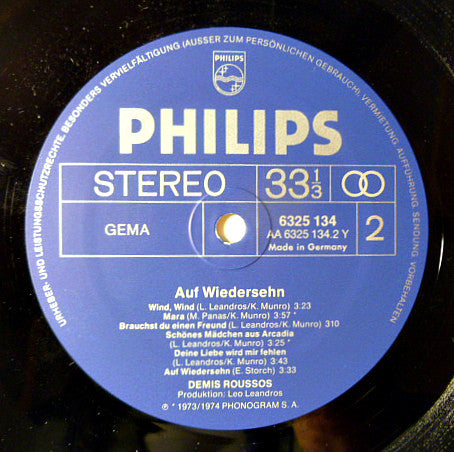 URHEBER- UND LEISTUNGSSCHUTZRECHTE, BESONDERS VERVIELFÄLTIGUNG (AUSSER ZUM PERSÖNLICHEN GEBRAUCH), VERMIETUNG, AUFFÜHRUNG, SENDUNG, VORBEHALTEN
PHILIPS
PHILIPS
STEREO 33 1/3
GEMA
6325 134
AA 6325 134.2 Y
Made in Germany
2
Auf Wiedersehn
Wind, Wind (L. Leandros/K. Munro) 3:23
Mara (M. Panas/K. Munro) 3:57 *
Brauchst du einen Freund (L. Leandros/K. Munro) 310
Schönes Mädchen aus Arcadia
(L. Leandros/K. Munro) 3:25 *
Deine Liebe wird mir fehlen
(L. Leandros/K. Munro) 3:43
Auf Wiedersehn (E. Storch) 3:33
DEMIS ROUSSOS
Produktion: Leo Leandros
℗ * 1973/1974 PHONOGRAM S.A.